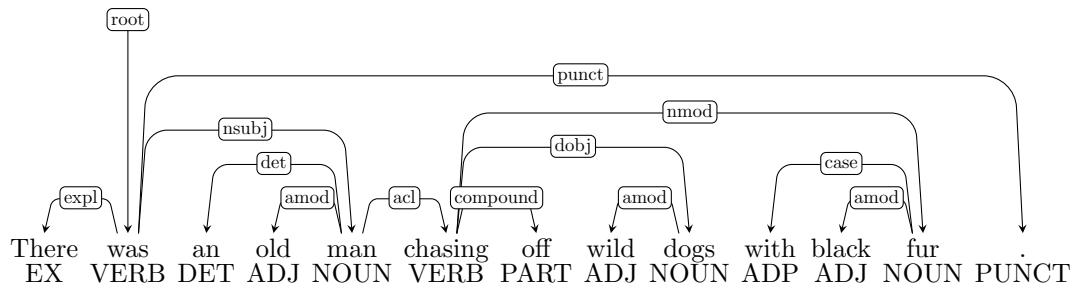 root
punct
nmod
nsubj
dobj
det case
expl amod acl compound amod amod
There was an old man chasing off wild dogs with black fur .
EX VERB DET ADJ NOUN VERB PART ADJ NOUN ADP ADJ NOUN PUNCT